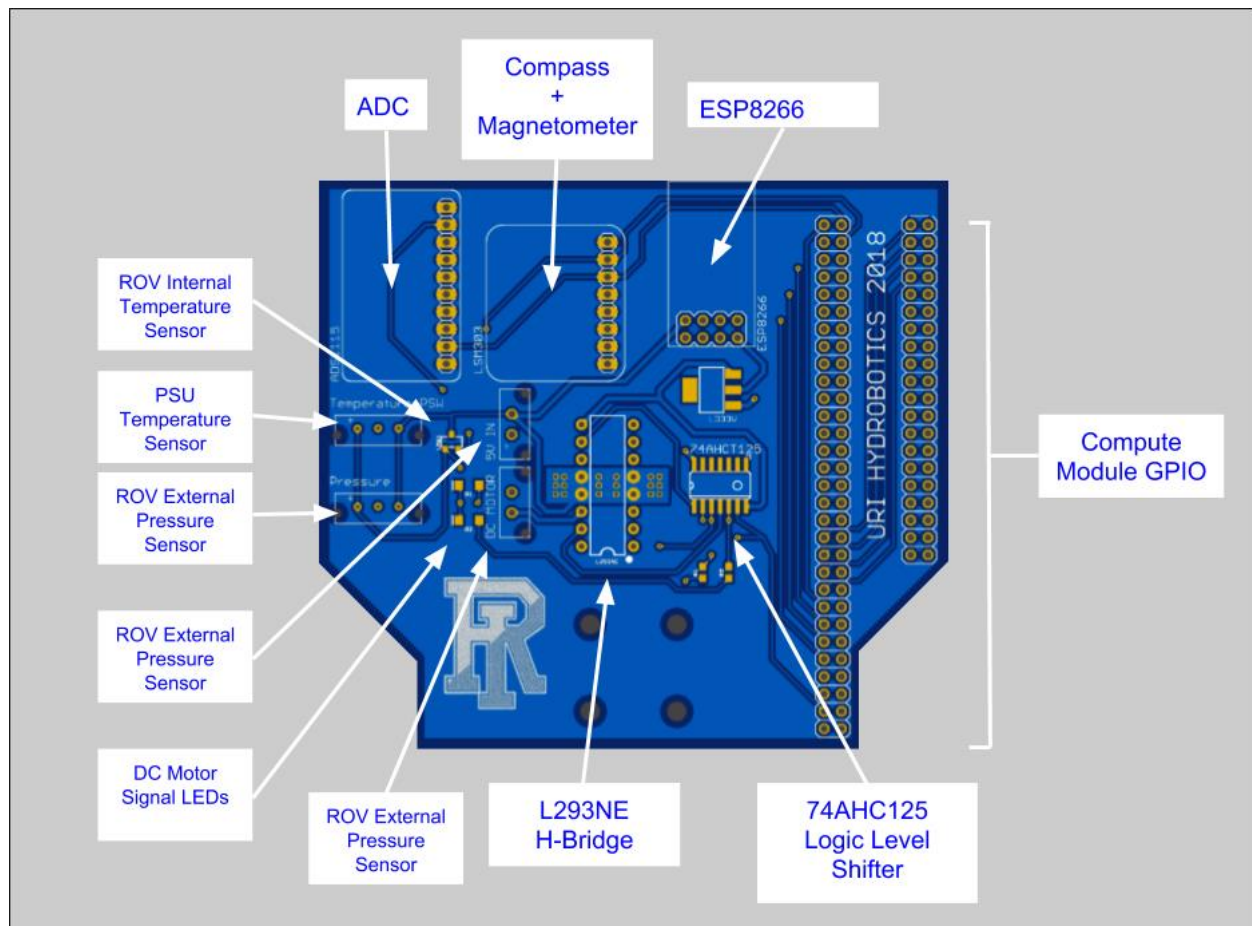 Compass
+
Magnetometer
ADC
ESP8266
ROV Internal
Temperature
Sensor
PSU
Temperature
Sensor
ROV External
Pressure
Sensor
ROV External
Pressure
Sensor
DC Motor
Signal LEDs
ROV External
Pressure
Sensor
L293NE
H-Bridge
74AHC125
Logic Level
Shifter
Compute
Module GPIO
LSM303
ESP8266
Pressure
5V IN
DC MOTOR
74AHCT125
URI HYDROBOTICS 2018